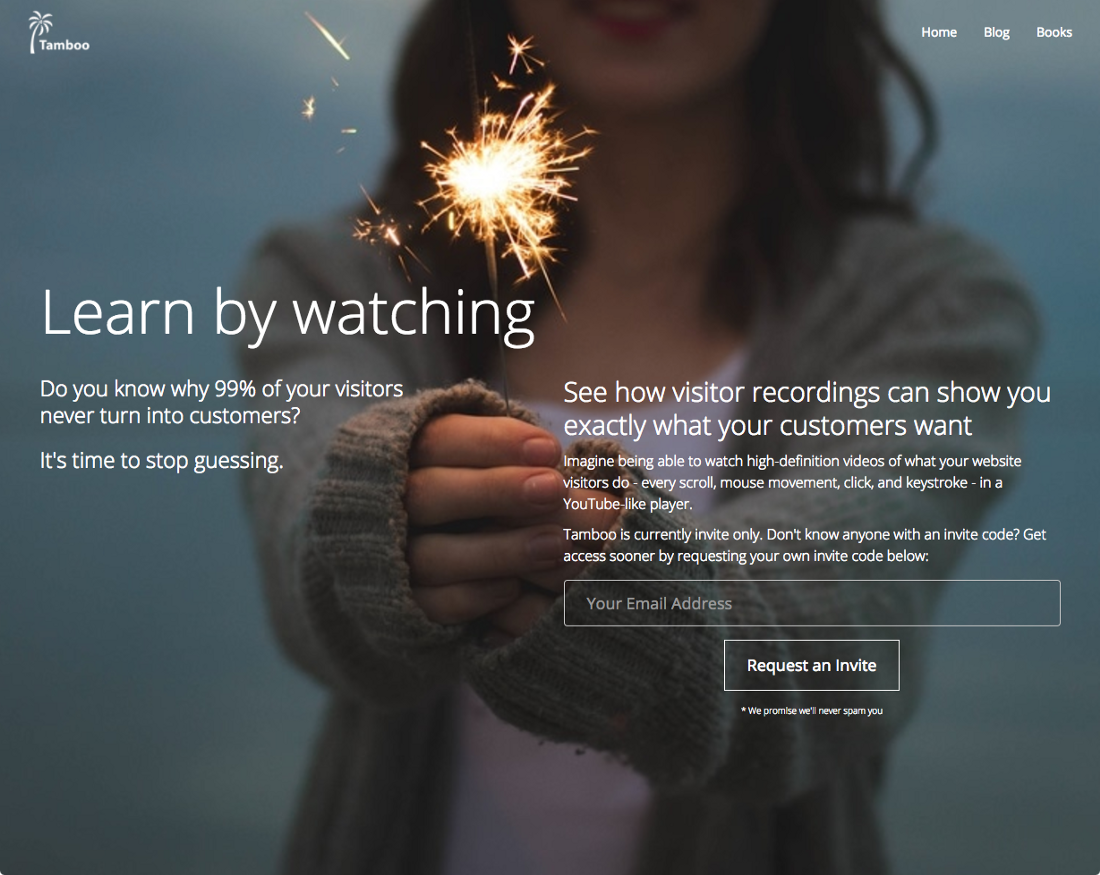 Tamboo
Home Blog Books
Learn by watching
Do you know why 99% of your visitors
never turn into customers?
It's time to stop guessing.
See how visitor recordings can show you
exactly what your customers want
Imagine being able to watch high-definition videos of what your website
visitors do - every scroll, mouse movement, click, and keystroke - in a
YouTube-like player.
Tamboo is currently invite only. Don't know anyone with an invite code? Get
access sooner by requesting your own invite code below:
Your Email Address
Request an Invite
* We promise we'll never spam you